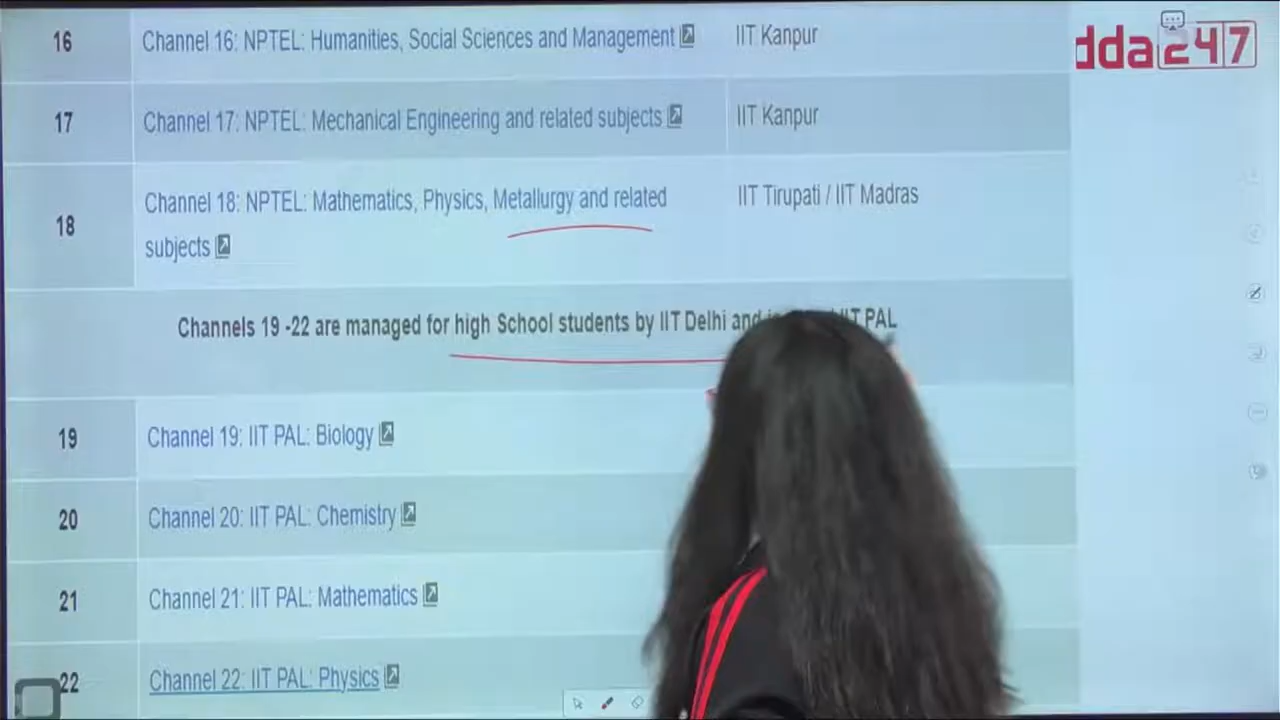 dda247
16 Channel 16: NPTEL: Humanities, Social Sciences and Management IIT Kanpur
17 Channel 17: NPTEL: Mechanical Engineering and related subjects IIT Kanpur
18 Channel 18: NPTEL: Mathematics, Physics, Metallurgy and related IIT Tirupati / IIT Madras
subjects
Channels 19 -22 are managed for high School students by IIT Delhi and PAL
19 Channel 19: IIT PAL: Biology
20 Channel 20: IIT PAL: Chemistry
21 Channel 21: IIT PAL: Mathematics
22 Channel 22: IIT PAL: Physics